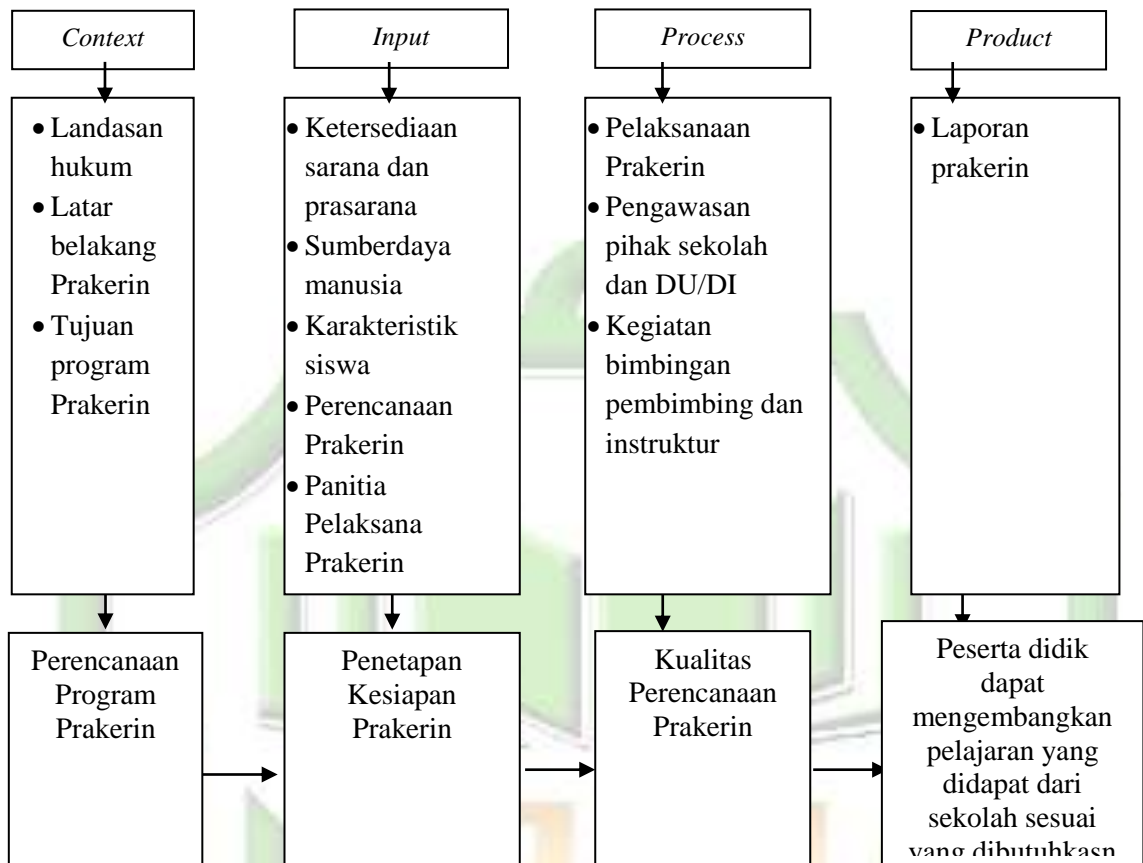 Context
Input
Process
Product
• Landasan
hukum
• Latar
belakang
Prakerin
• Tujuan
program
Prakerin
• Ketersediaan
sarana dan
prasarana
• Sumberdaya
manusia
• Karakteristik
siswa
• Perencanaan
Prakerin
• Panitia
Pelaksana
Prakerin
• Pelaksanaan
Prakerin
• Pengawasan
pihak sekolah
dan DU/DI
• Kegiatan
bimbingan
pembimbing dan
instruktur
• Laporan
prakerin
Perencanaan
Program
Prakerin
Penetapan
Kesiapan
Prakerin
Kualitas
Perencanaan
Prakerin
Peserta didik
dapat
mengembangkan
pelajaran yang
didapat dari
sekolah sesuai
yang dibutuhkasn